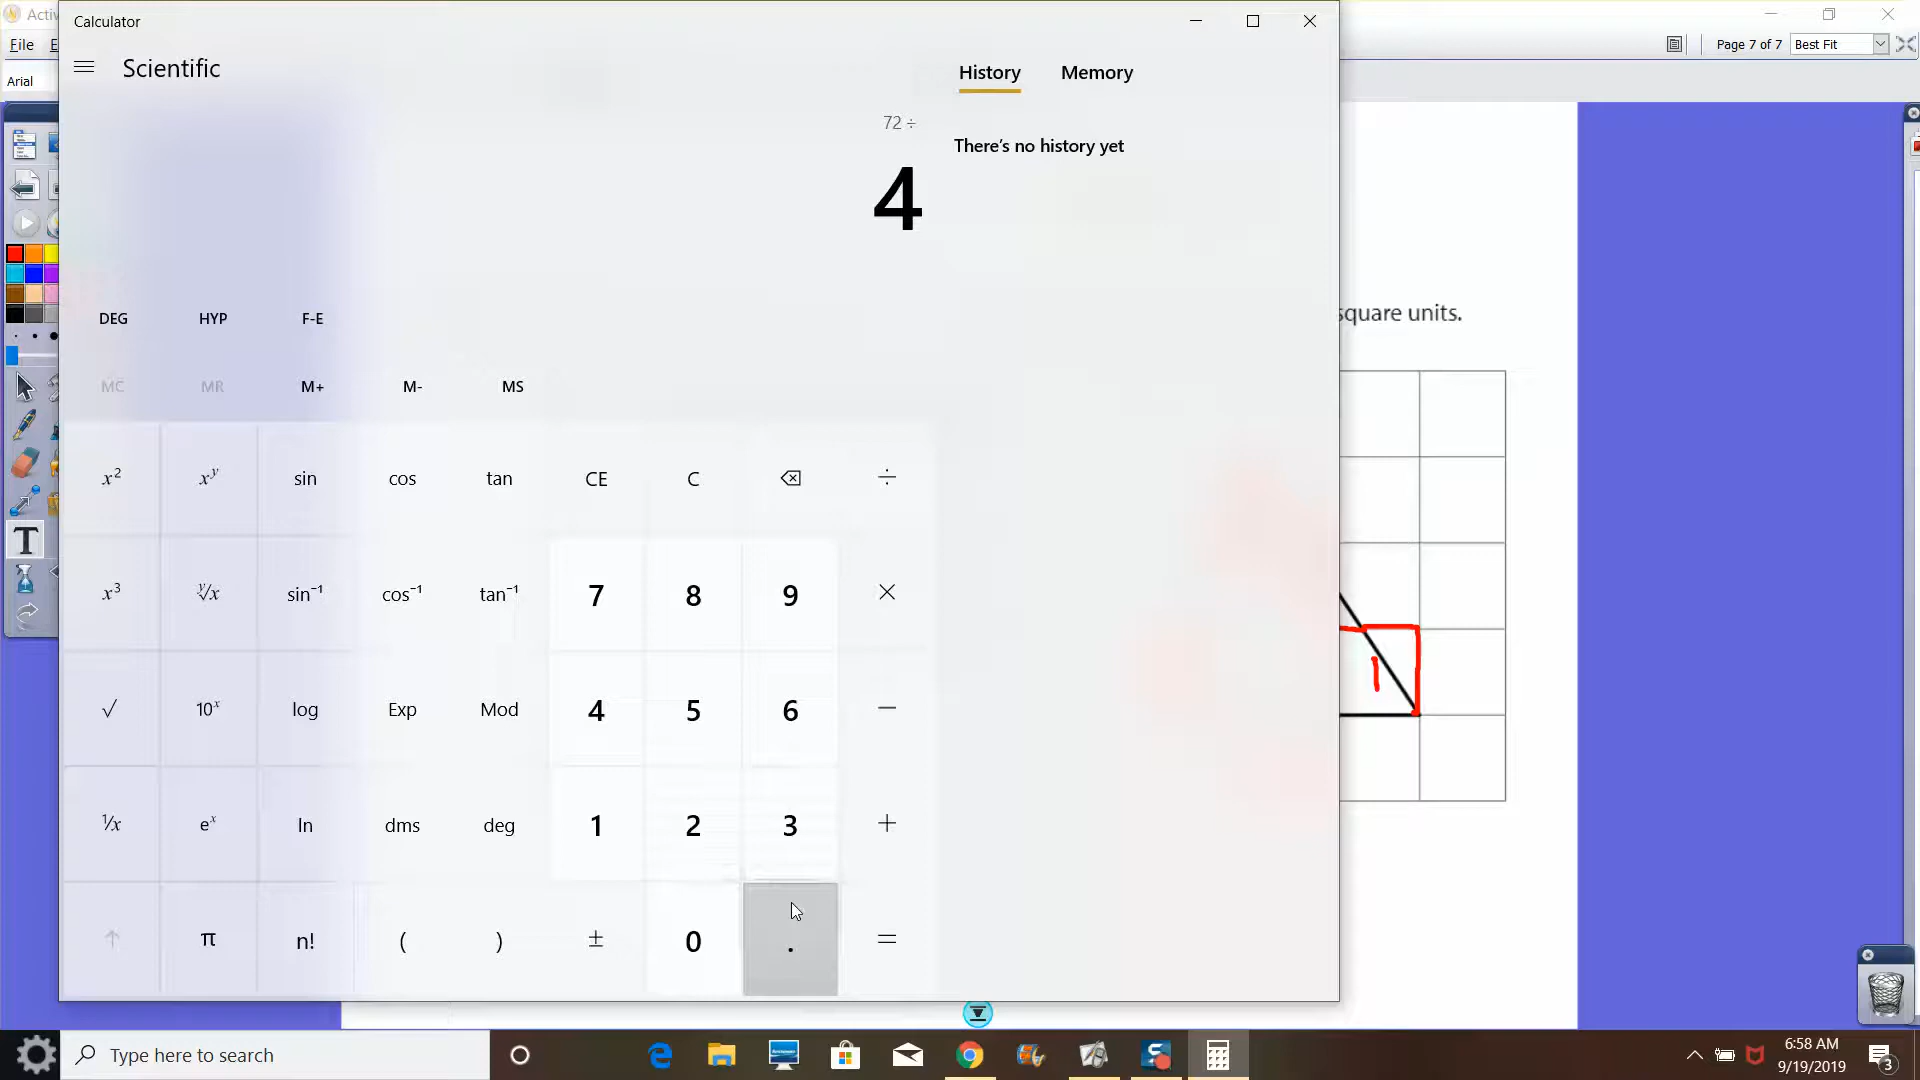 Activ
Calculator
File
E
Page 7 of 7
Best Fit
Arial
Scientific
History
Memory
72 ÷
There's no history yet
4
DEG
HYP
F-E
square units.
MC
MR
M+
M-
MS
x²
xʸ
sin
cos
tan
CE
C
÷
x³
ʸ√x
sin⁻¹
cos⁻¹
tan⁻¹
7
8
9
×
1
√
10ˣ
log
Exp
Mod
4
5
6
−
¹/x
eˣ
ln
dms
deg
1
2
3
+
↑
π
n!
(
)
±
0
.
=
T
Type here to search
6:58 AM
9/19/2019
3